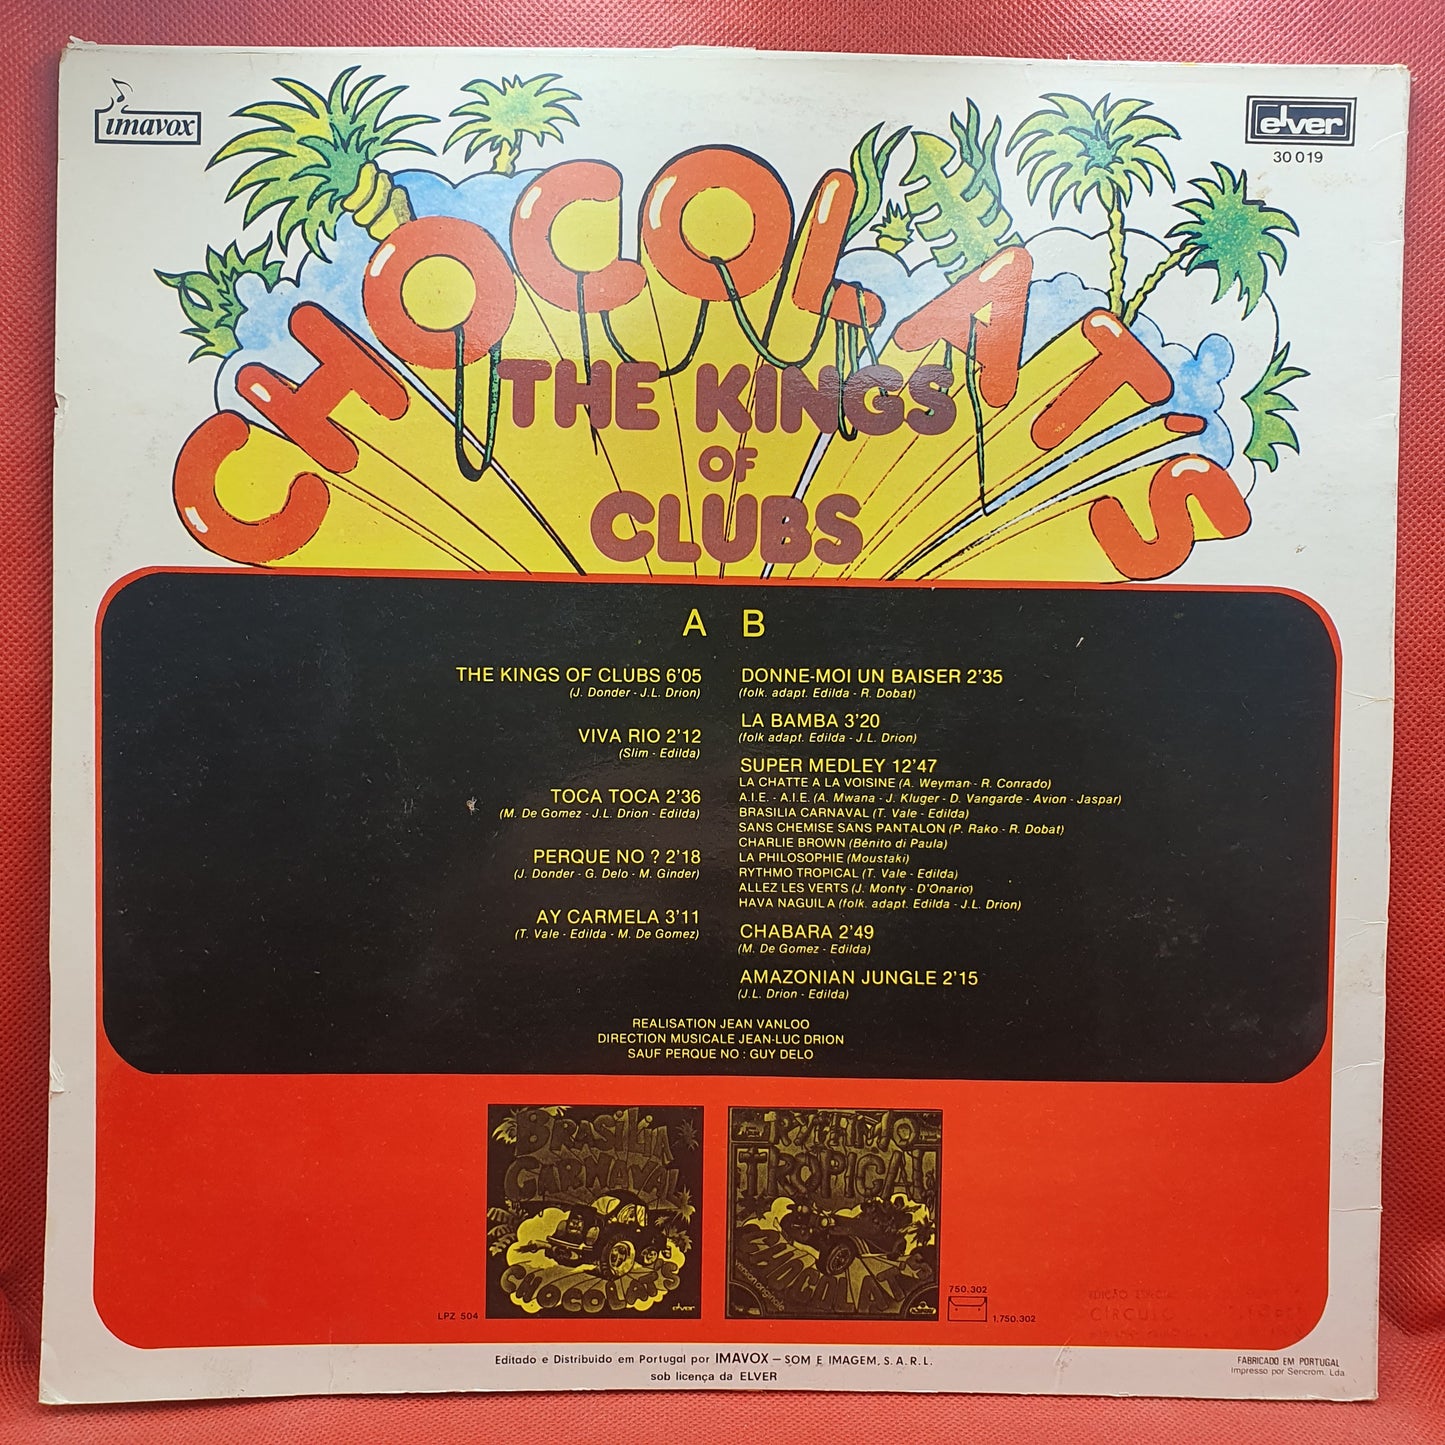 imavox
elver
30 019
CHOCOLAT'S
THE KINGS
OF
CLUBS
A B
THE KINGS OF CLUBS 6'05
(J. Donder - J.L. Drion)
VIVA RIO 2'12
(Slim - Edilda)
TOCA TOCA 2'36
(M. De Gomez - J.L. Drion - Edilda)
PERQUE NO ? 2'18
(J. Donder - G. Delo - M. Ginder)
AY CARMELA 3'11
(T. Vale - Edilda - M. De Gomez)
DONNE-MOI UN BAISER 2'35
(folk. adapt. Edilda - R. Dobat)
LA BAMBA 3'20
(folk adapt. Edilda - J.L. Drion)
SUPER MEDLEY 12'47
LA CHATTE A LA VOISINE (A. Weyman - R. Conrado)
A.I.E. - A.I.E. (A. Mwana - J. Kluger - D. Vangarde - Avion - Jaspar)
BRASILIA CARNAVAL (T. Vale - Edilda)
SANS CHEMISE SANS PANTALON (P. Rako - R. Dobat)
CHARLIE BROWN (Bénito di Paula)
LA PHILOSOPHIE (Moustaki)
RYTHMO TROPICAL (T. Vale - Edilda)
ALLEZ LES VERTS (J. Monty - D'Onario)
HAVA NAGUILA (folk. adapt. Edilda - J.L. Drion)
CHABARA 2'49
(M. De Gomez - Edilda)
AMAZONIAN JUNGLE 2'15
(J.L. Drion - Edilda)
REALISATION JEAN VANLOO
DIRECTION MUSICALE JEAN-LUC DRION
SAUF PERQUE NO : GUY DELO
BRASILIA
CARNAVAL
CHOCOLAT'S
elver
LPZ 504
RYTHMO
TROPICAL
CHOCOLAT'S
version originale
750.302
1.750.302
EDIÇÃO ESPECIAL
CÍRCULO
Editado e Distribuido em Portugal por IMAVOX — SOM E IMAGEM, S. A. R. L.
sob licença da ELVER
FABRICADO EM PORTUGAL
Impresso por Sencrom. Lda